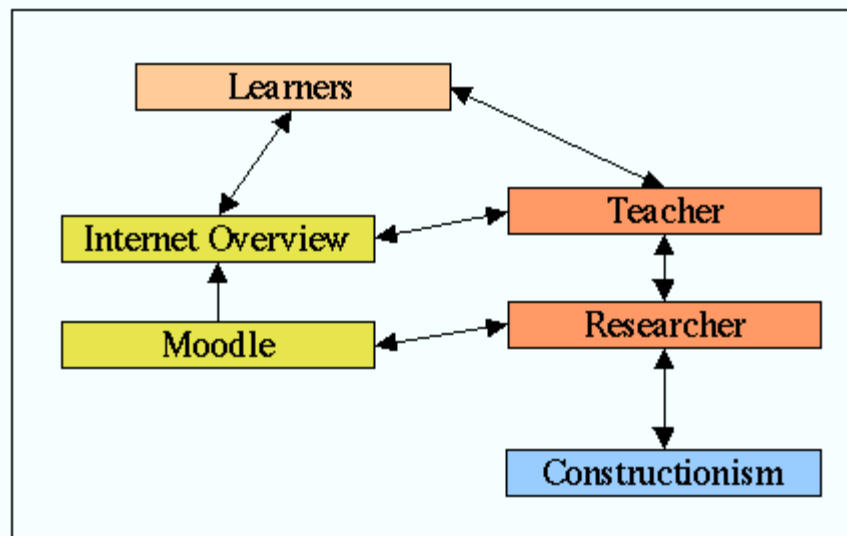 Learners
Teacher
Internet Overview
Researcher
Moodle
Constructionism